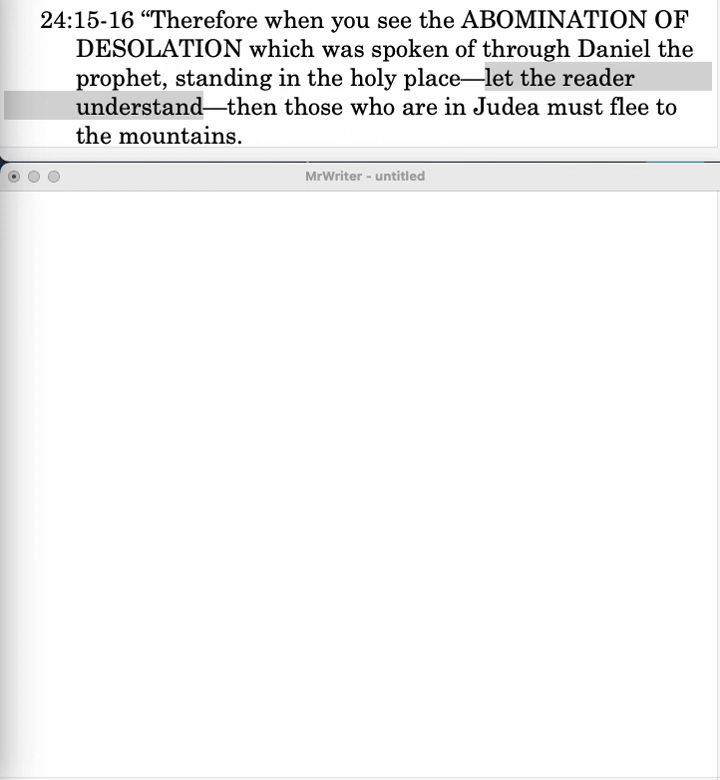 24:15-16 “Therefore when you see the ABOMINATION OF
DESOLATION which was spoken of through Daniel the
prophet, standing in the holy place—let the reader
understand—then those who are in Judea must flee to
the mountains.
MrWriter - untitled